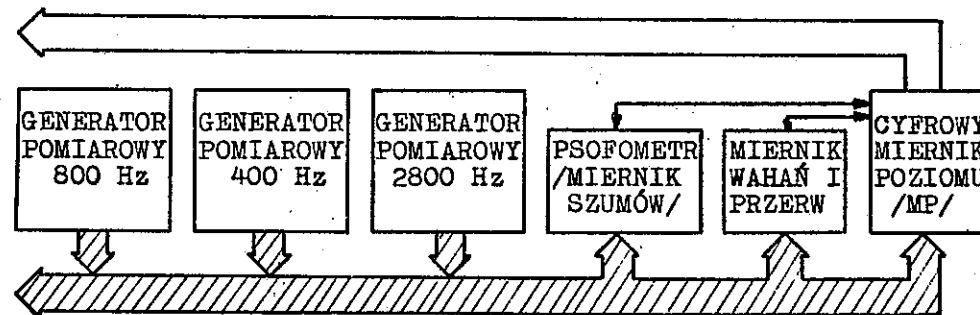 GENERATOR
POMIAROWY
800 Hz
GENERATOR
POMIAROWY
400 Hz
GENERATOR
POMIAROWY
2800 Hz
PSOFOMETR
/MIERNIK
SZUMÓW/
MIERNIK
WAHAŃ I
PRZERW
CYFROWY
MIERNIK
POZIOMU
/MP/